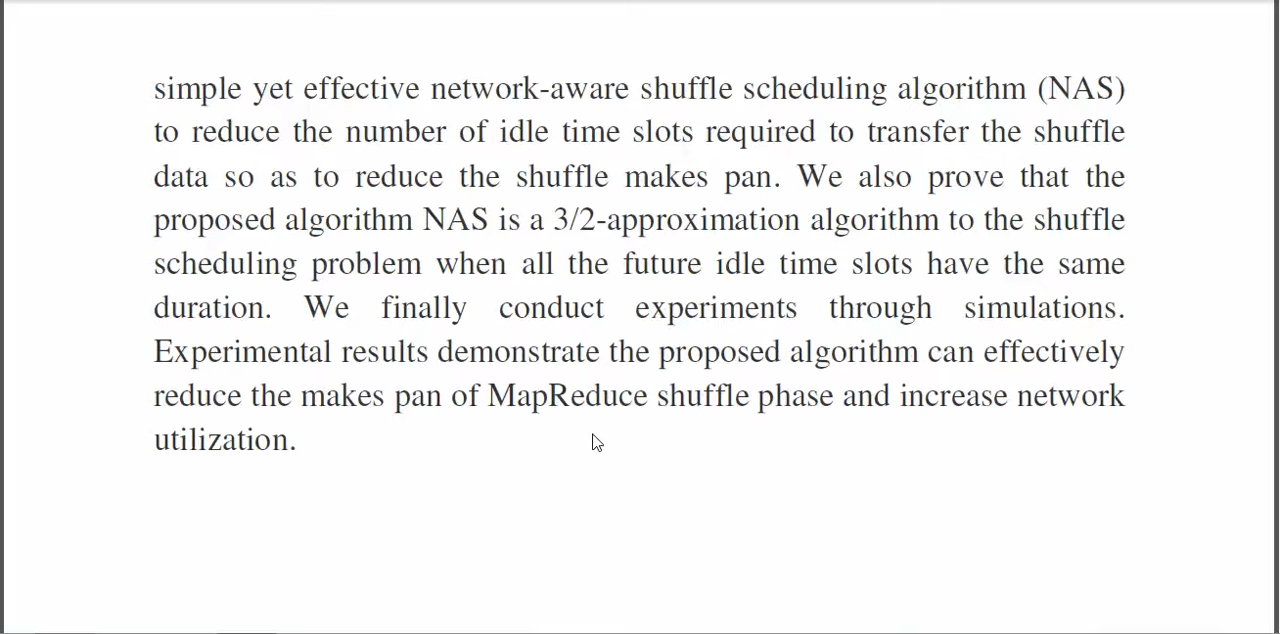 simple yet effective network-aware shuffle scheduling algorithm (NAS)
to reduce the number of idle time slots required to transfer the shuffle
data so as to reduce the shuffle makes pan. We also prove that the
proposed algorithm NAS is a 3/2-approximation algorithm to the shuffle
scheduling problem when all the future idle time slots have the same
duration. We finally conduct experiments through simulations.
Experimental results demonstrate the proposed algorithm can effectively
reduce the makes pan of MapReduce shuffle phase and increase network
utilization.